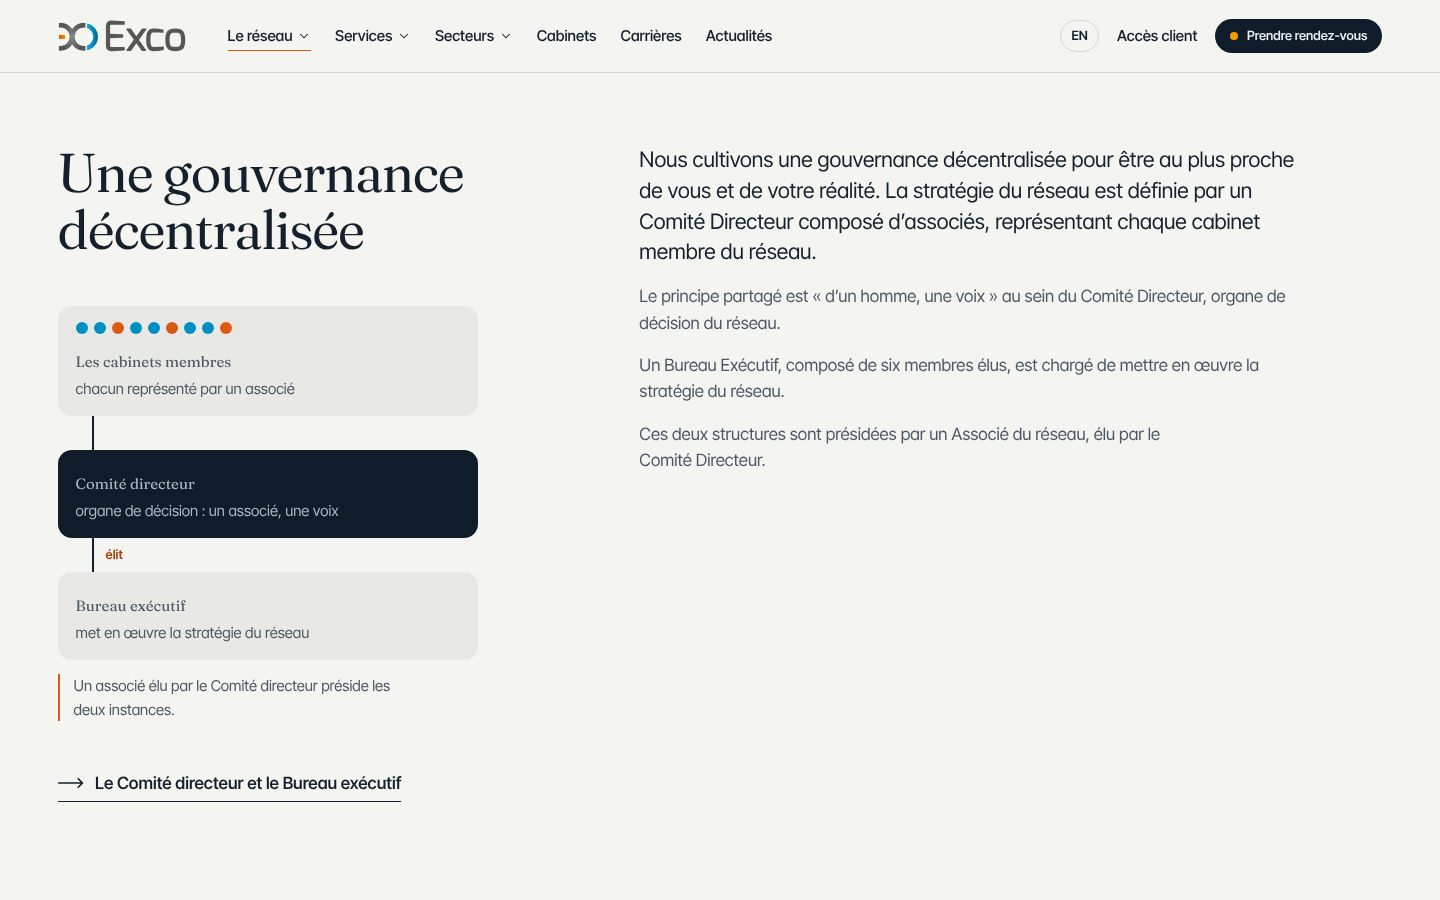 Exco
Le réseau
Services
Secteurs
Cabinets
Carrières
Actualités
EN
Accès client
Prendre rendez-vous
Une gouvernance
décentralisée
Les cabinets membres
chacun représenté par un associé
Comité directeur
organe de décision : un associé, une voix
élit
Bureau exécutif
met en œuvre la stratégie du réseau
Un associé élu par le Comité directeur préside les
deux instances.
Le Comité directeur et le Bureau exécutif
Nous cultivons une gouvernance décentralisée pour être au plus proche
de vous et de votre réalité. La stratégie du réseau est définie par un
Comité Directeur composé d’associés, représentant chaque cabinet
membre du réseau.
Le principe partagé est « d’un homme, une voix » au sein du Comité Directeur, organe de
décision du réseau.
Un Bureau Exécutif, composé de six membres élus, est chargé de mettre en œuvre la
stratégie du réseau.
Ces deux structures sont présidées par un Associé du réseau, élu par le
Comité Directeur.